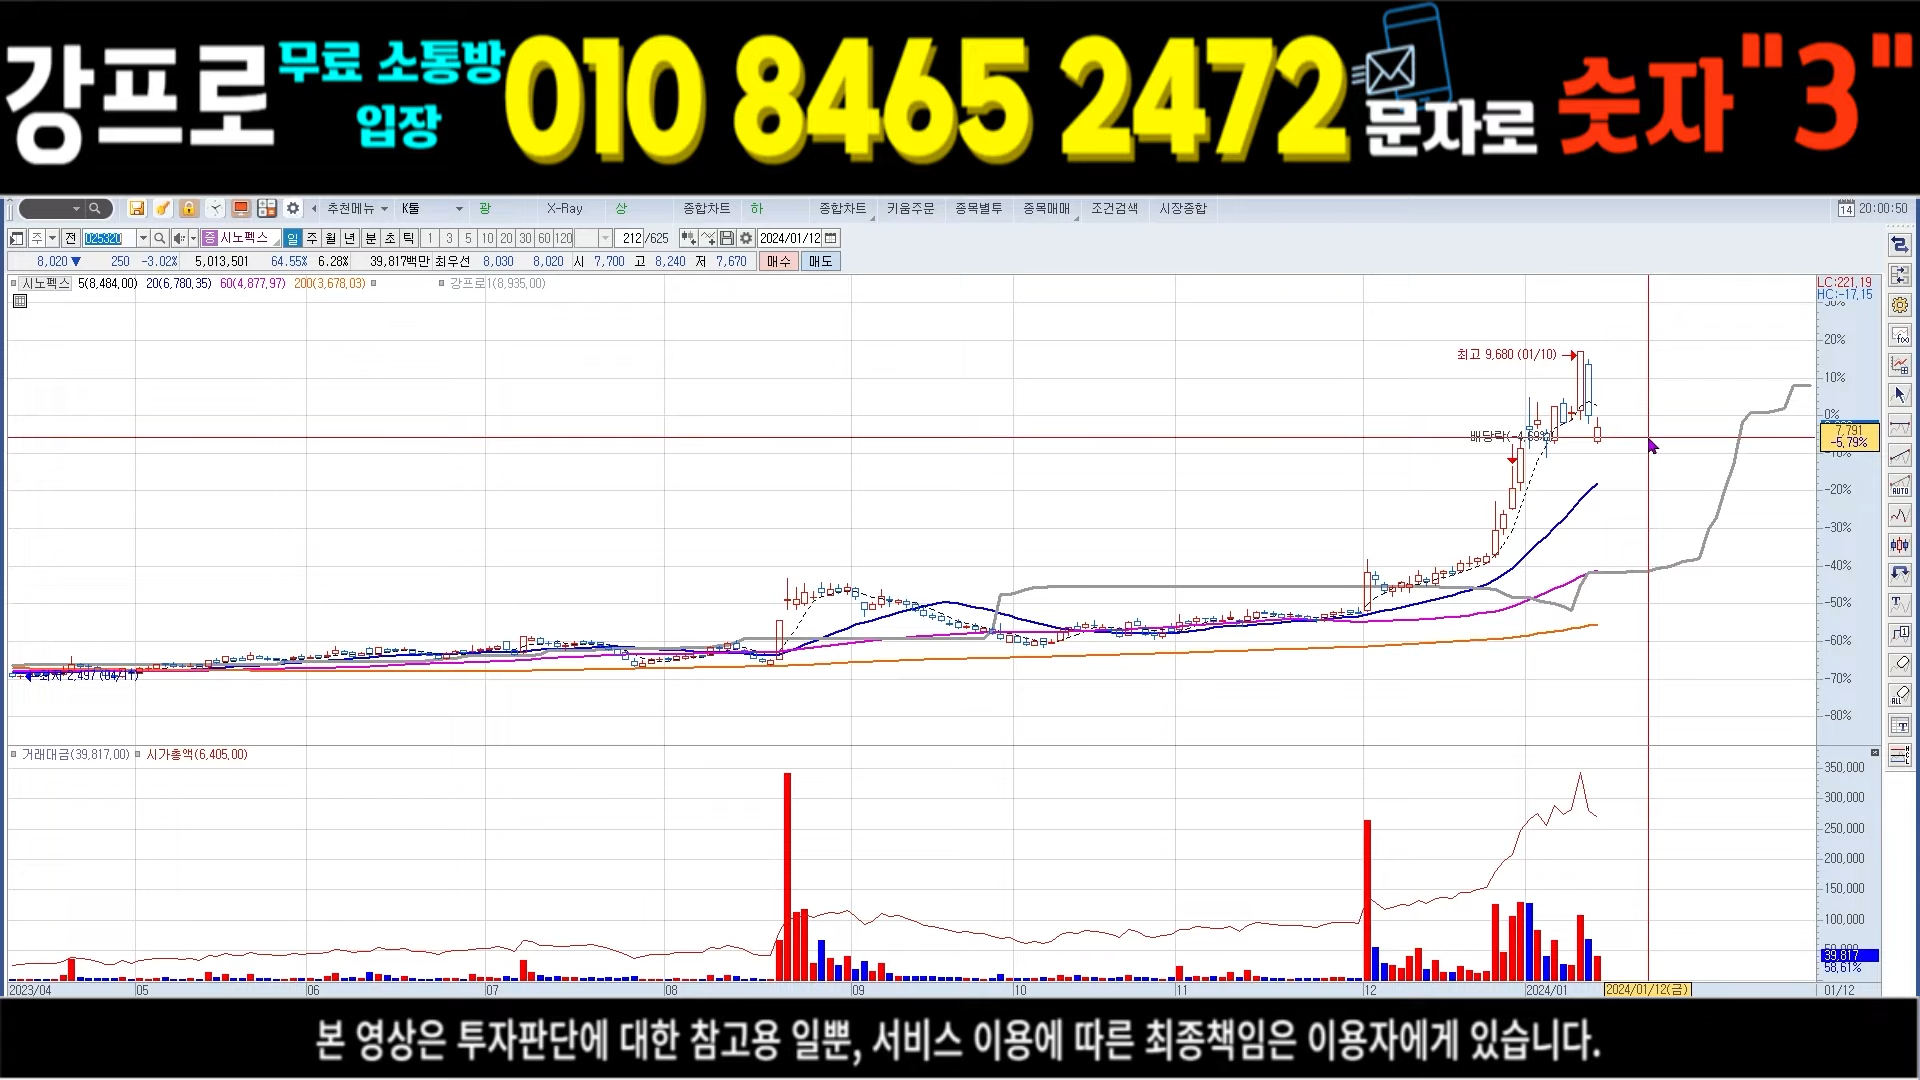 강프로 무료 소통방 입장 010 8465 2472 문자로 숫자"3"
추천메뉴 K툴 광 X-Ray 상 종합차트 하 종합차트 키움주문 종목별투 종목매매 조건검색 시장종합 14 20:00:50
주 전 025320 증 시노펙스 일 주 월 년 분 초 틱 1 3 5 10 20 30 60 120 212 /625 2024/01/12
8,020 ▼ 250 -3.02% 5,013,501 64.55% 6.28% 39,817백만 최우선 8,030 8,020 시 7,700 고 8,240 저 7,670 매수 매도
시노펙스 5(8,484,00) 20(6,780,35) 60(4,877,97) 200(3,678,03) 강프로1(8,935,00)
LC:221,19
HC:-17,15
30%
20%
최고 9,680 (01/10)
10%
0%
배당락(-4,69%)
7,791
-5,79%
-10%
-20%
-30%
-40%
-50%
-60%
최저 2,497 (04/11)
-70%
-80%
거래대금(39,817,00) 시가총액(6,405,00)
350,000
300,000
250,000
200,000
150,000
100,000
50,000
39,817
58,61%
2023/04 05 06 07 08 09 10 11 12 2024/01 2024/01/12(금) 01/12
f(x)
AUTO
T
1
ALL
T
본 영상은 투자판단에 대한 참고용 일뿐, 서비스 이용에 따른 최종책임은 이용자에게 있습니다.